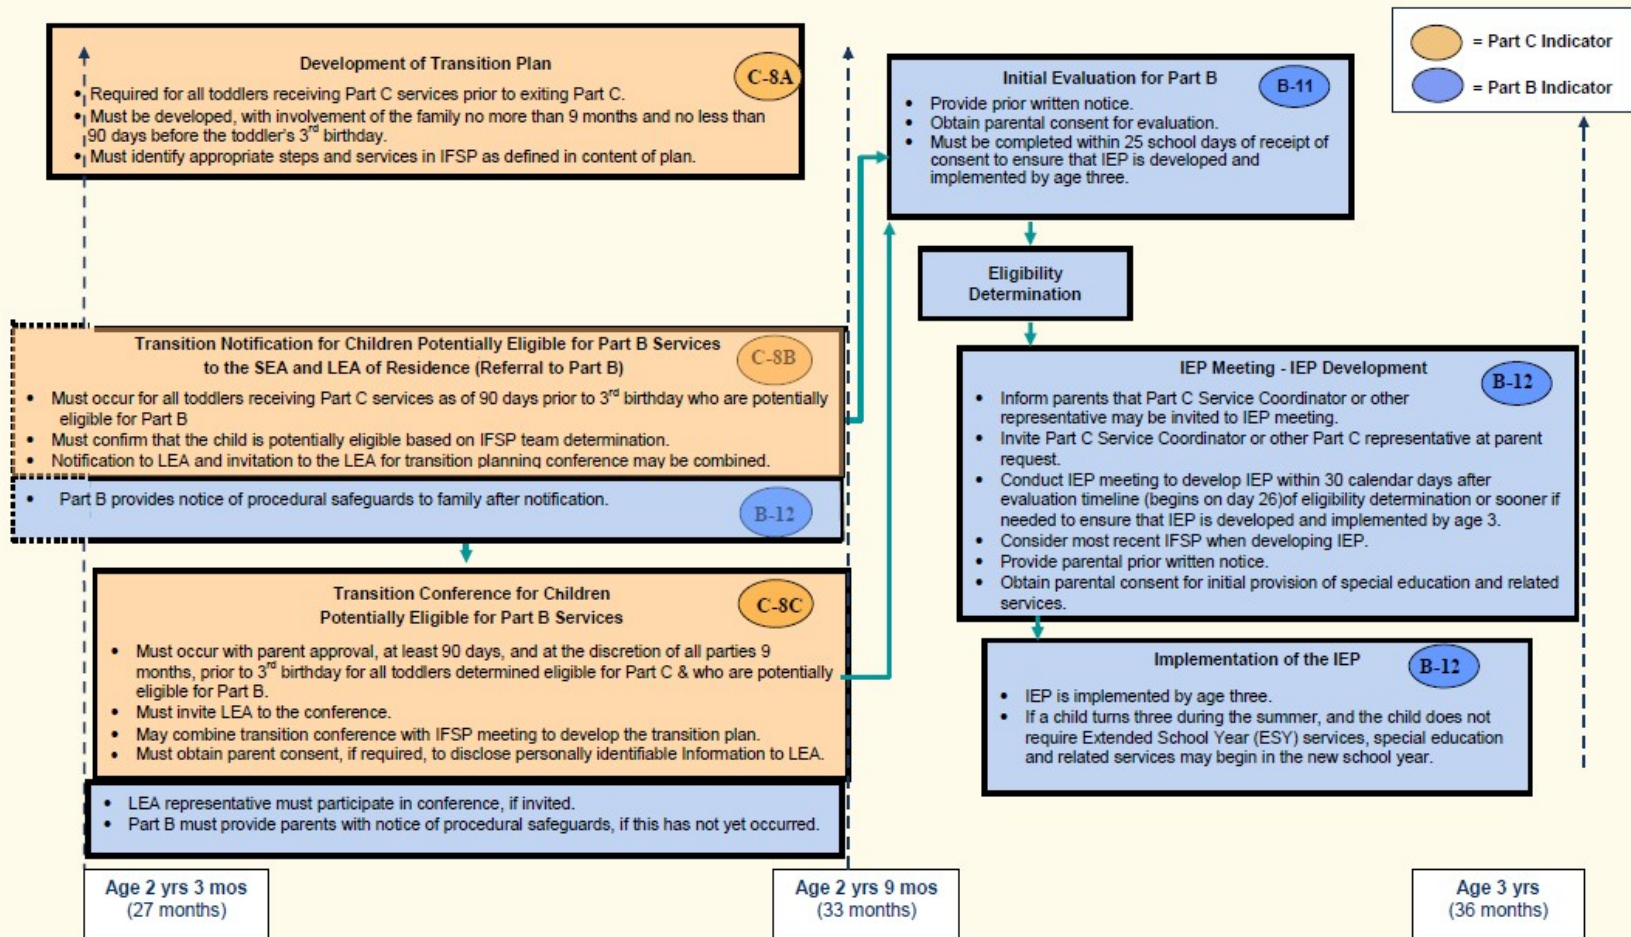 Development of Transition Plan
C-8A
• Required for all toddlers receiving Part C services prior to exiting Part C.
• Must be developed, with involvement of the family no more than 9 months and no less than
90 days before the toddler's 3rd birthday.
• Must identify appropriate steps and services in IFSP as defined in content of plan.
Transition Notification for Children Potentially Eligible for Part B Services
to the SEA and LEA of Residence (Referral to Part B)
C-8B
• Must occur for all toddlers receiving Part C services as of 90 days prior to 3rd birthday who are potentially
eligible for Part B
• Must confirm that the child is potentially eligible based on IFSP team determination.
• Notification to LEA and invitation to the LEA for transition planning conference may be combined.
• Part B provides notice of procedural safeguards to family after notification.
B-12
Transition Conference for Children
Potentially Eligible for Part B Services
C-8C
• Must occur with parent approval, at least 90 days, and at the discretion of all parties 9
months, prior to 3rd birthday for all toddlers determined eligible for Part C & who are potentially
eligible for Part B.
• Must invite LEA to the conference.
• May combine transition conference with IFSP meeting to develop the transition plan.
• Must obtain parent consent, if required, to disclose personally identifiable Information to LEA.
• LEA representative must participate in conference, if invited.
• Part B must provide parents with notice of procedural safeguards, if this has not yet occurred.
Initial Evaluation for Part B
B-11
• Provide prior written notice.
• Obtain parental consent for evaluation.
• Must be completed within 25 school days of receipt of
consent to ensure that IEP is developed and
implemented by age three.
Eligibility
Determination
IEP Meeting - IEP Development
B-12
• Inform parents that Part C Service Coordinator or other
representative may be invited to IEP meeting.
• Invite Part C Service Coordinator or other Part C representative at parent
request.
• Conduct IEP meeting to develop IEP within 30 calendar days after
evaluation timeline (begins on day 26)of eligibility determination or sooner if
needed to ensure that IEP is developed and implemented by age 3.
• Consider most recent IFSP when developing IEP.
• Provide parental prior written notice.
• Obtain parental consent for initial provision of special education and related
services.
Implementation of the IEP
B-12
• IEP is implemented by age three.
• If a child turns three during the summer, and the child does not
require Extended School Year (ESY) services, special education
and related services may begin in the new school year.
= Part C Indicator
= Part B Indicator
Age 2 yrs 3 mos
(27 months)
Age 2 yrs 9 mos
(33 months)
Age 3 yrs
(36 months)